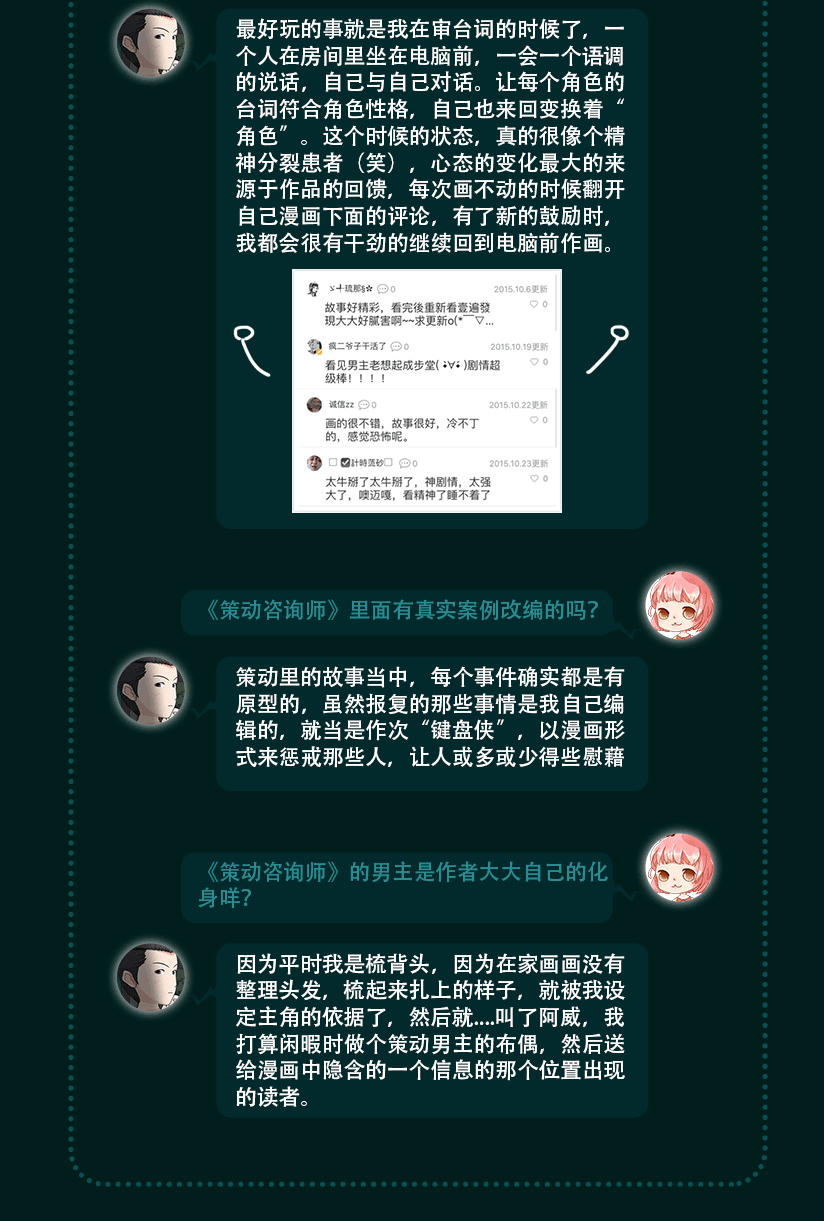 最好玩的事就是我在审台词的时候了，一
个人在房间里坐在电脑前，一会一个语调
的说话，自己与自己对话。让每个角色的
台词符合角色性格，自己也来回变换着“
角色”。这个时候的状态，真的很像个精
神分裂患者（笑），心态的变化最大的来
源于作品的回馈，每次画不动的时候翻开
自己漫画下面的评论，有了新的鼓励时，
我都会很有干劲的继续回到电脑前作画。
琉那§✫ 0 2015.10.6更新
故事好精彩，看完後重新看壹遍發 0
現大大好膩害啊~~求更新o(*￣▽...
疯二爷子干活了 0 2015.10.19更新
看见男主老想起成步堂( •̀∀•́ )剧情超 0
级棒！！！！
诚信zz 0 2015.10.22更新
画的很不错，故事很好，冷不丁 0
的，感觉恐怖呢。
☐ ☑計時蒗砂☐ 0 2015.10.23更新
太牛掰了太牛掰了，神剧情，太强 0
大了，噢迈嘎，看精神了睡不着了
《策动咨询师》里面有真实案例改编的吗？
策动里的故事当中，每个事件确实都是有
原型的，虽然报复的那些事情是我自己编
辑的，就当是作次“键盘侠”，以漫画形
式来惩戒那些人，让人或多或少得些慰藉
《策动咨询师》的男主是作者大大自己的化
身咩？
因为平时我是梳背头，因为在家画画没有
整理头发，梳起来扎上的样子，就被我设
定主角的依据了，然后就....叫了阿威，我
打算闲暇时做个策动男主的布偶，然后送
给漫画中隐含的一个信息的那个位置出现
的读者。